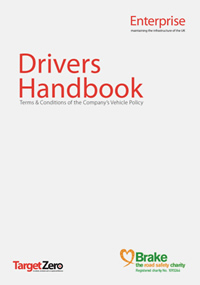 Enterprise
maintaining the infrastructure of the UK
Drivers
Handbook
Terms & Conditions of the Company's Vehicle Policy
TargetZero
Brake
the road safety charity
Registered charity No.